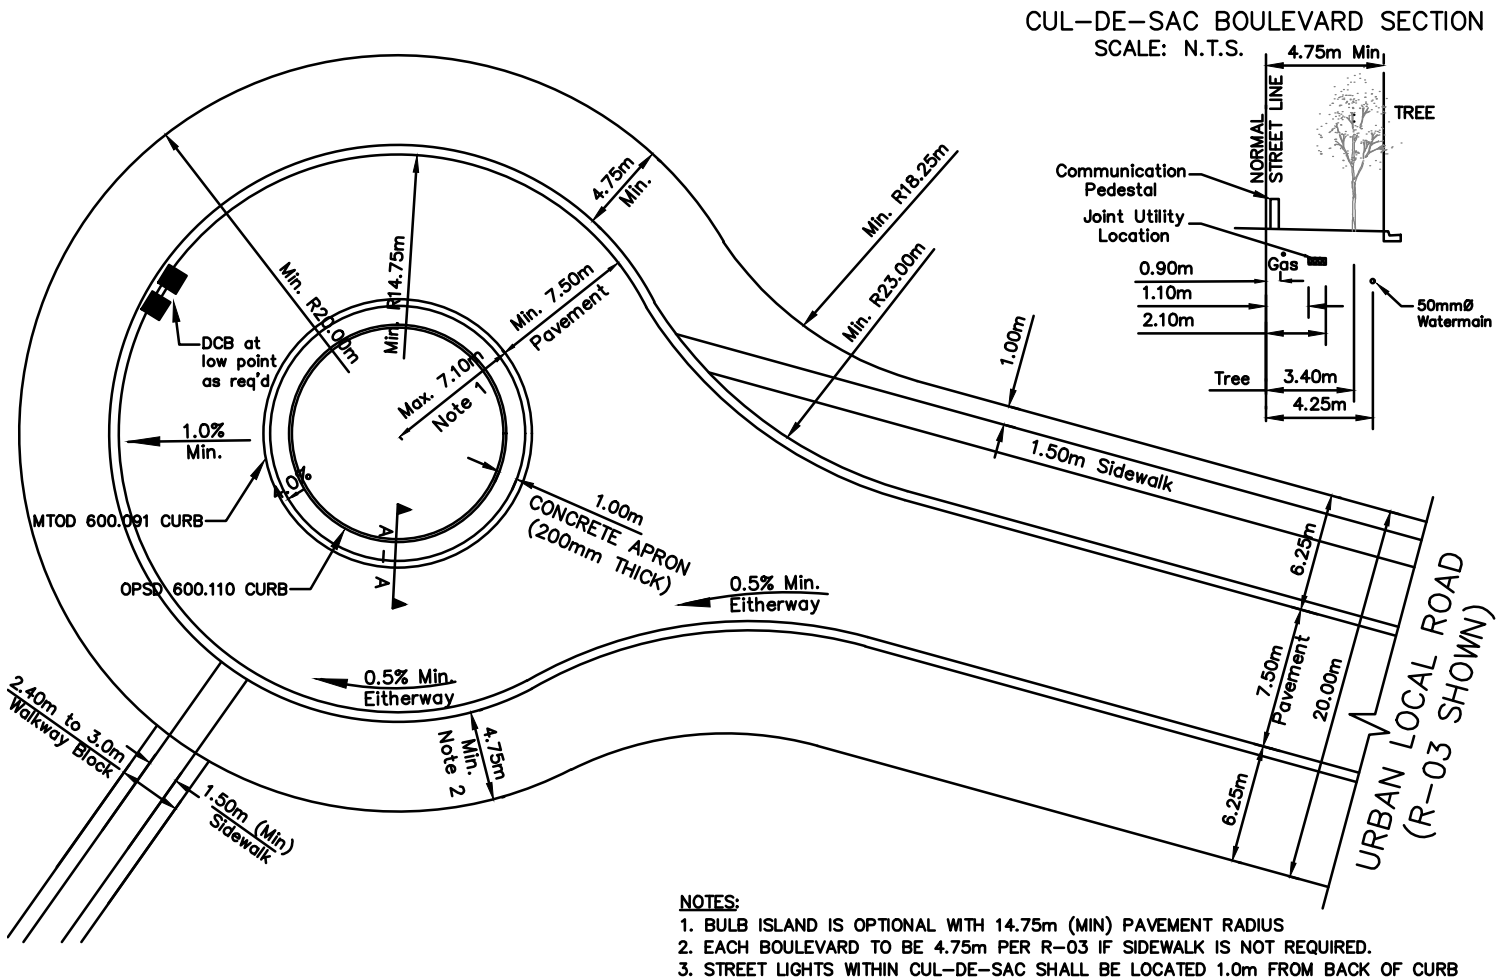 CUL-DE-SAC BOULEVARD SECTION
SCALE: N.T.S.
4.75m Min.
NORMAL
STREET LINE
TREE
Communication
Pedestal
Joint Utility
Location
Gas
0.90m
1.10m
2.10m
50mmØ
Watermain
Tree
3.40m
4.25m
4.75m
Min.
Min. R18.25m
Min. R23.00m
Min. R20.00m
Min. R14.75m
Min. 7.50m
Pavement
Max. 7.10m
Note 1
DCB at
low point
as req'd
1.0%
Min.
1.00m
1.50m Sidewalk
MTOD 600.091 CURB
OPSD 600.110 CURB
A
A
1.00m
CONCRETE APRON
(200mm THICK)
0.5% Min.
Eitherway
0.5% Min.
Eitherway
6.25m
7.50m
Pavement
20.00m
6.25m
URBAN LOCAL ROAD
(R-03 SHOWN)
2.40m to 3.0m
Walkway Block
1.50m (Min)
Sidewalk
4.75m
Min.
Note 2
NOTES:
1. BULB ISLAND IS OPTIONAL WITH 14.75m (MIN) PAVEMENT RADIUS
2. EACH BOULEVARD TO BE 4.75m PER R-03 IF SIDEWALK IS NOT REQUIRED.
3. STREET LIGHTS WITHIN CUL-DE-SAC SHALL BE LOCATED 1.0m FROM BACK OF CURB